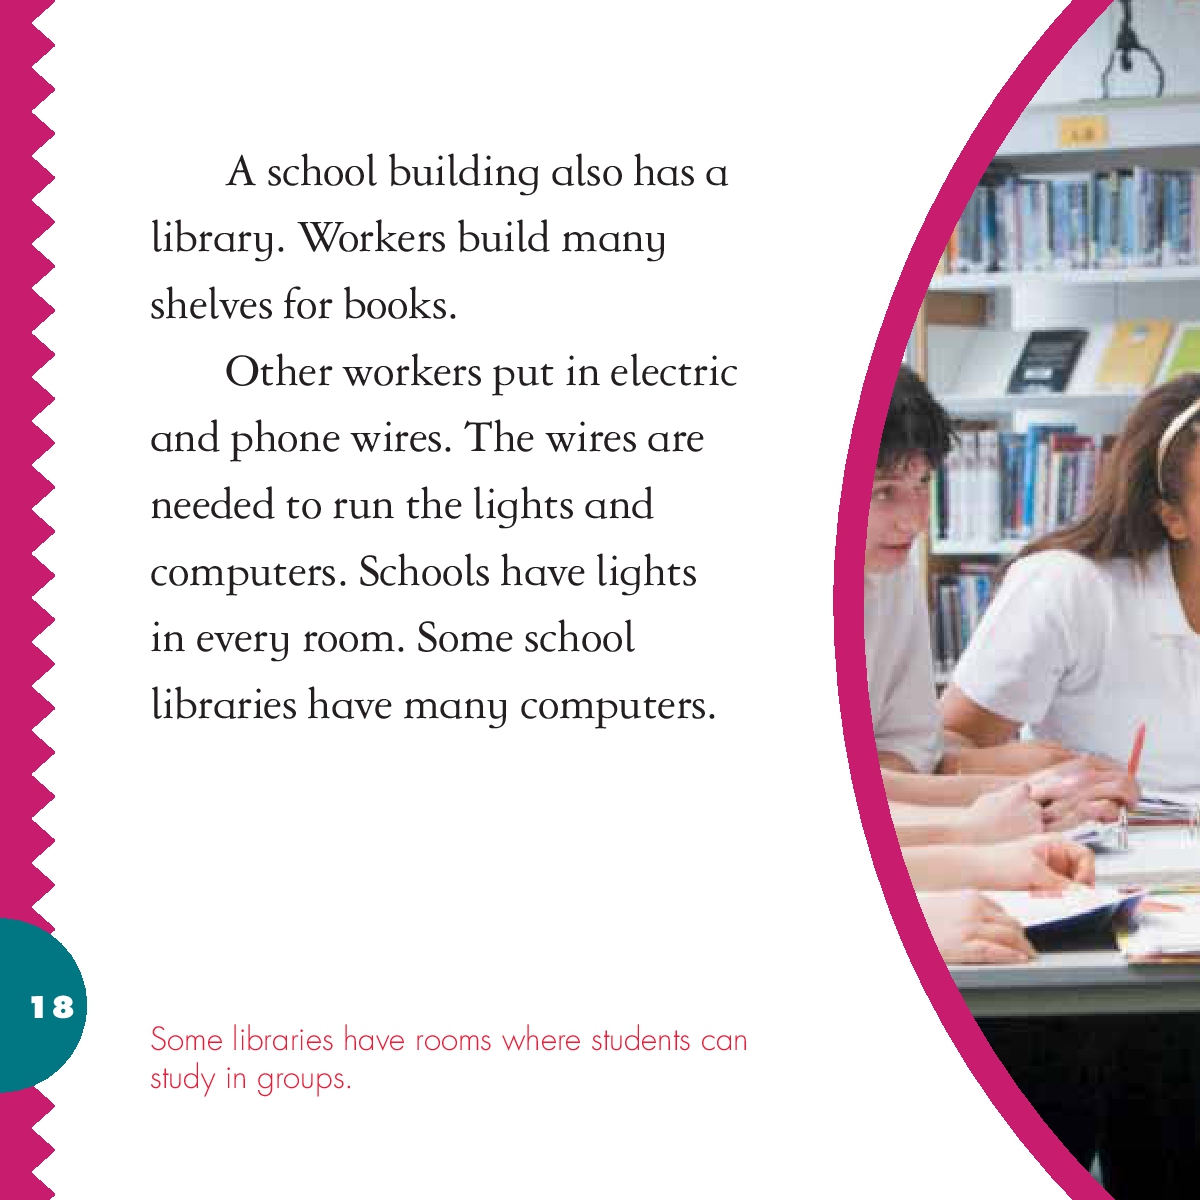 A school building also has a
library. Workers build many
shelves for books.
Other workers put in electric
and phone wires. The wires are
needed to run the lights and
computers. Schools have lights
in every room. Some school
libraries have many computers.
18
Some libraries have rooms where students can
study in groups.